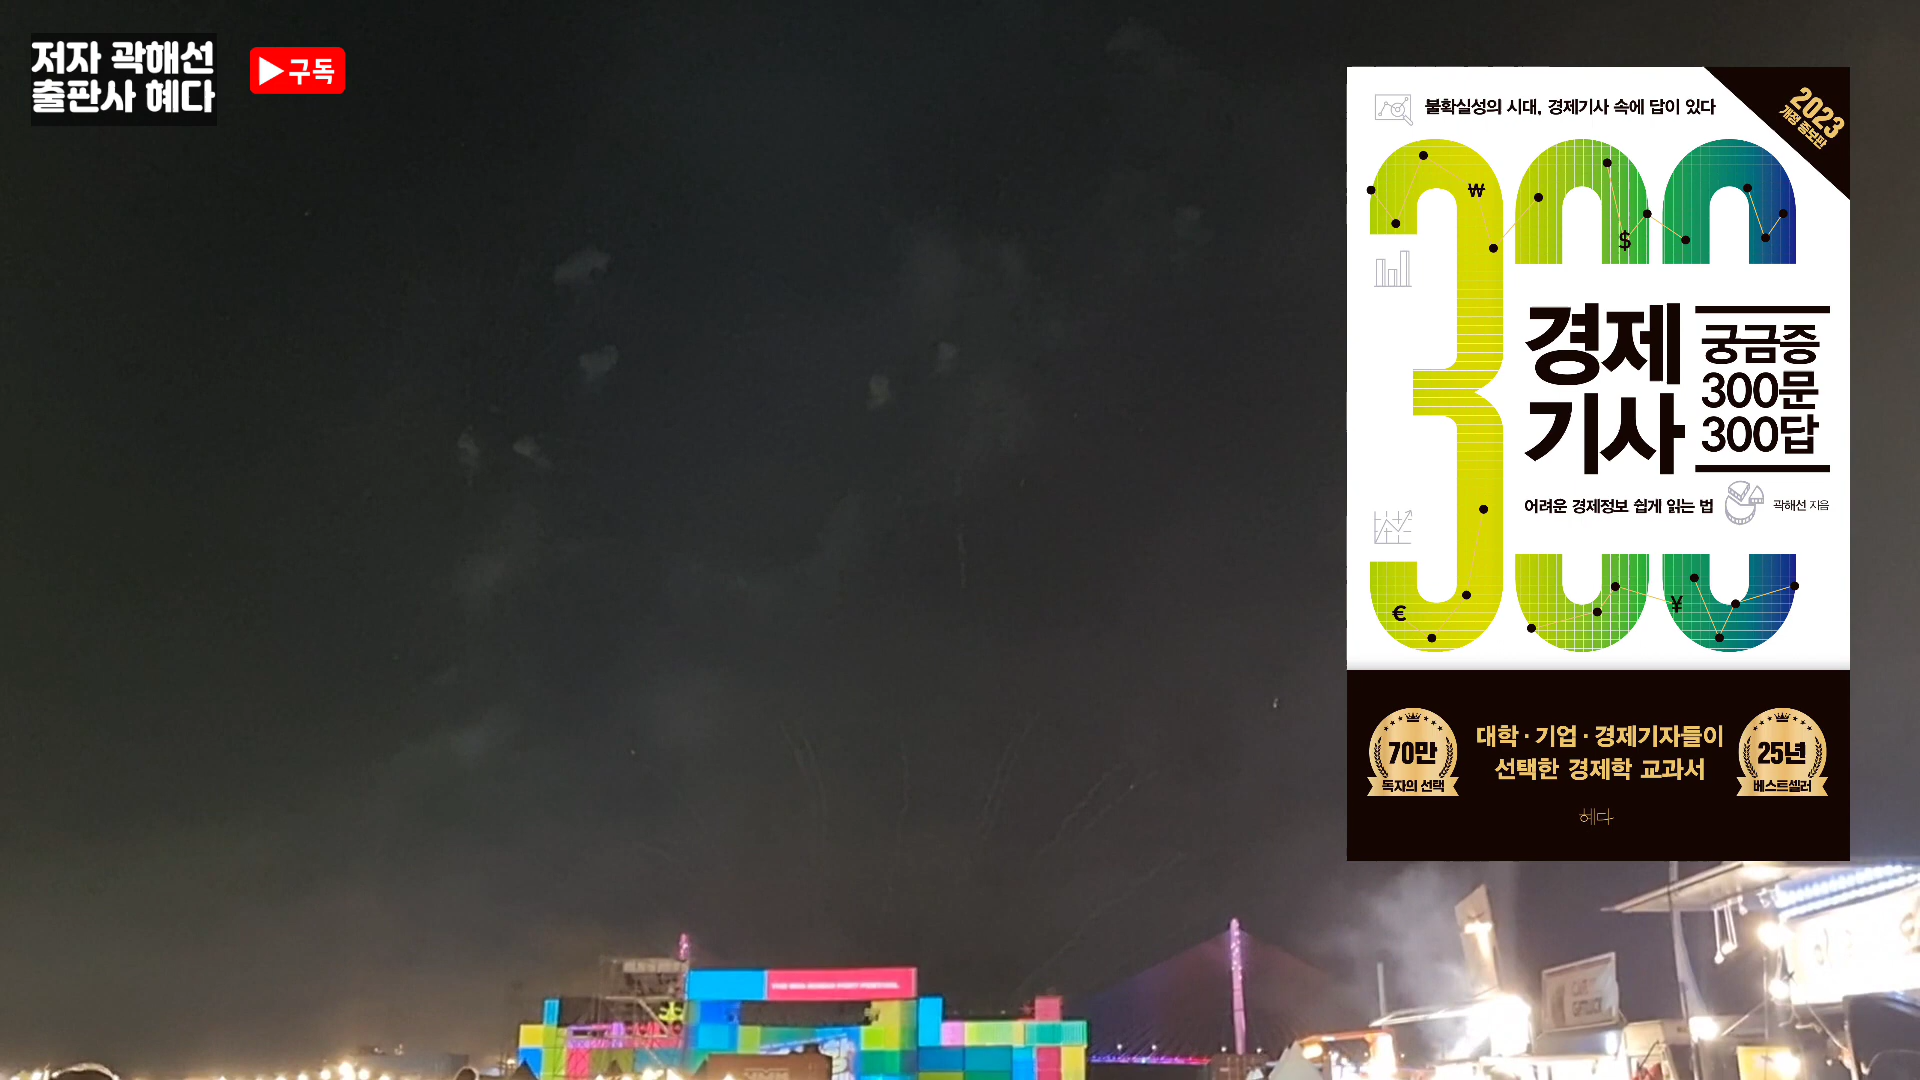 저자 곽해선
출판사 혜다
구독
불확실성의 시대, 경제기사 속에 답이 있다
2023
개정 증보판
300
경제
기사
궁금증
300문
300답
어려운 경제정보 쉽게 읽는 법
곽해선 지음
70만
독자의 선택
대학·기업·경제기자들이
선택한 경제학 교과서
25년
베스트셀러
혜다